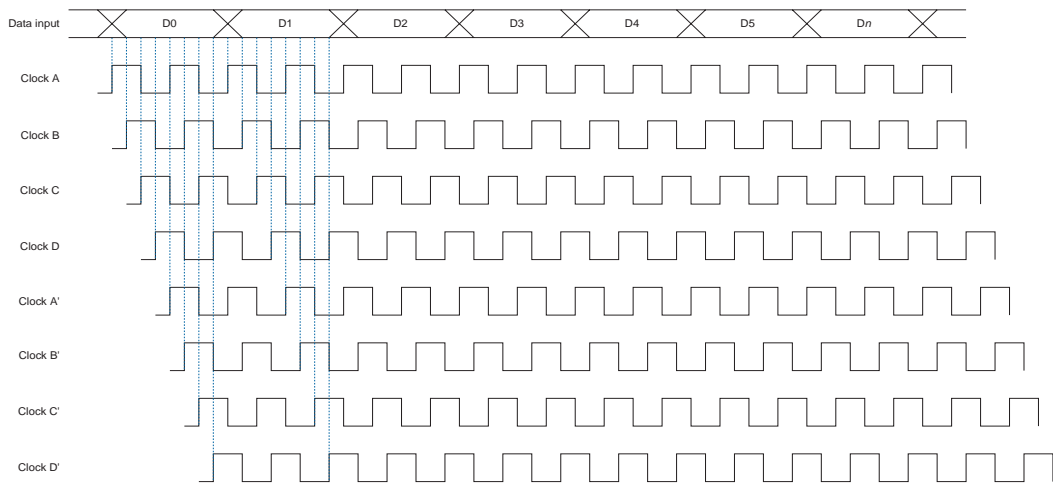 Data input D0 D1 D2 D3 D4 D5 Dn
Clock A
Clock B
Clock C
Clock D
Clock A'
Clock B'
Clock C'
Clock D'